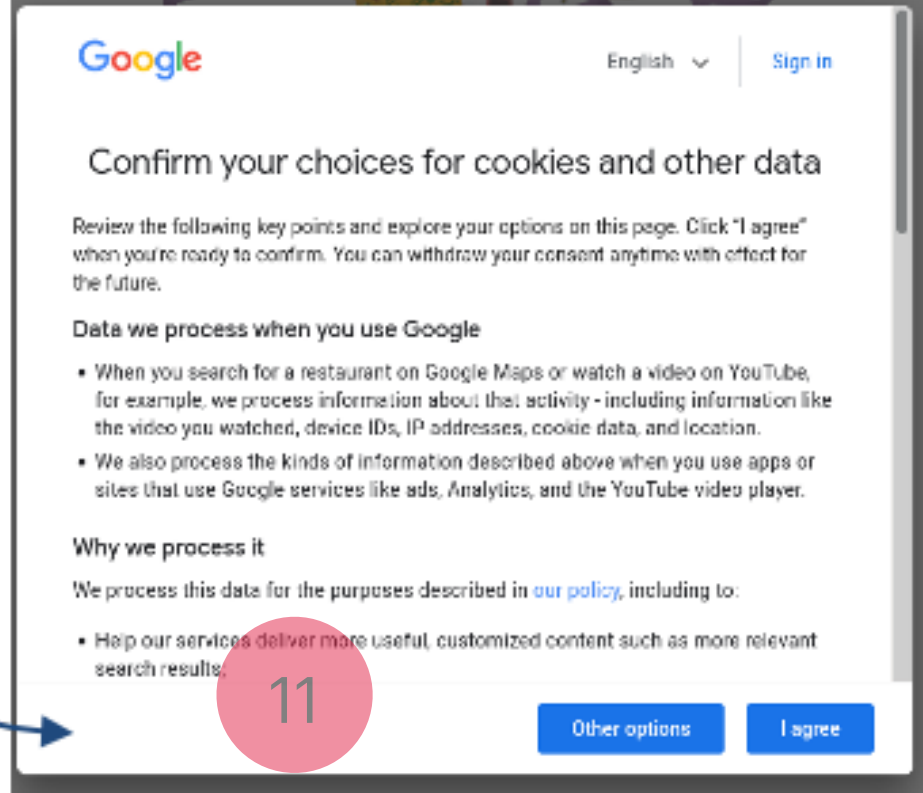 Google
English
Sign in
Confirm your choices for cookies and other data
Review the following key points and explore your options on this page. Click "I agree"
when you're ready to confirm. You can withdraw your consent anytime with effect for
the future.
Data we process when you use Google
• When you search for a restaurant on Google Maps or watch a video on YouTube,
for example, we process information about that activity - including information like
the video you watched, device IDs, IP addresses, cookie data, and location.
• We also process the kinds of information described above when you use apps or
sites that use Google services like ads, Analytics, and the YouTube video player.
Why we process it
We process this data for the purposes described in our policy, including to:
• Help our services deliver more useful, customized content such as more relevant
search results;
11
Other options
I agree